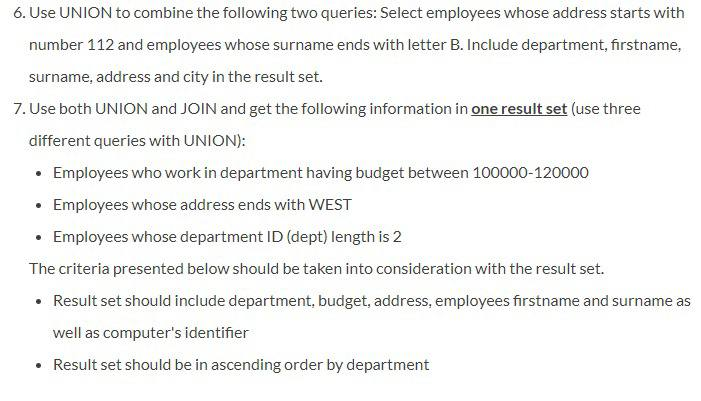 6. Use UNION to combine the following two queries: Select employees whose address starts with
number 112 and employees whose surname ends with letter B. Include department, firstname,
surname, address and city in the result set.
7. Use both UNION and JOIN and get the following information in one result set (use three
different queries with UNION):
• Employees who work in department having budget between 100000-120000
• Employees whose address ends with WEST
• Employees whose department ID (dept) length is 2
The criteria presented below should be taken into consideration with the result set.
• Result set should include department, budget, address, employees firstname and surname as
well as computer's identifier
• Result set should be in ascending order by department